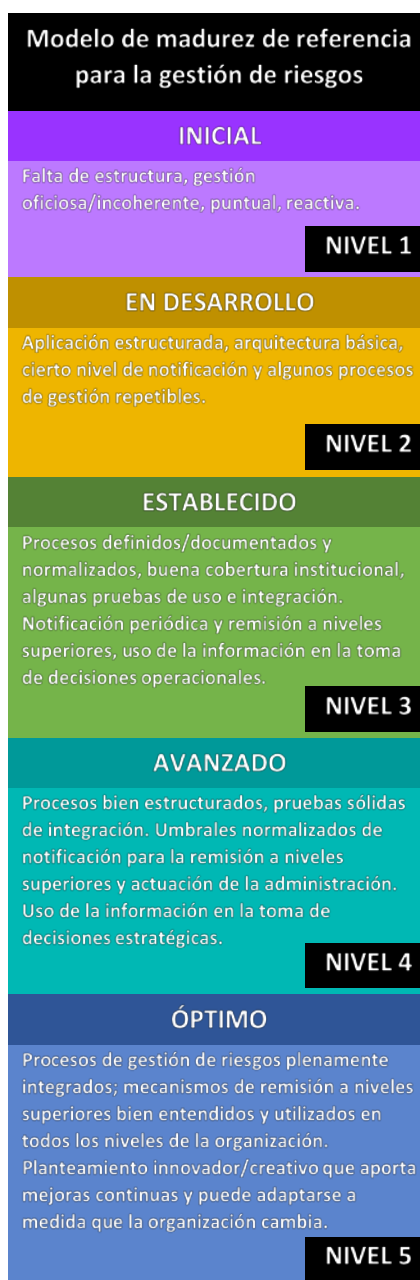 Modelo de madurez de referencia
para la gestión de riesgos
INICIAL
Falta de estructura, gestión
oficiosa/incoherente, puntual, reactiva.
NIVEL 1
EN DESARROLLO
Aplicación estructurada, arquitectura básica,
cierto nivel de notificación y algunos procesos
de gestión repetibles.
NIVEL 2
ESTABLECIDO
Procesos definidos/documentados y
normalizados, buena cobertura institucional,
algunas pruebas de uso e integración.
Notificación periódica y remisión a niveles
superiores, uso de la información en la toma
de decisiones operacionales.
NIVEL 3
AVANZADO
Procesos bien estructurados, pruebas sólidas
de integración. Umbrales normalizados de
notificación para la remisión a niveles
superiores y actuación de la administración.
Uso de la información en la toma de
decisiones estratégicas.
NIVEL 4
ÓPTIMO
Procesos de gestión de riesgos plenamente
integrados; mecanismos de remisión a niveles
superiores bien entendidos y utilizados en
todos los niveles de la organización.
Planteamiento innovador/creativo que aporta
mejoras continuas y puede adaptarse a
medida que la organización cambia.
NIVEL 5